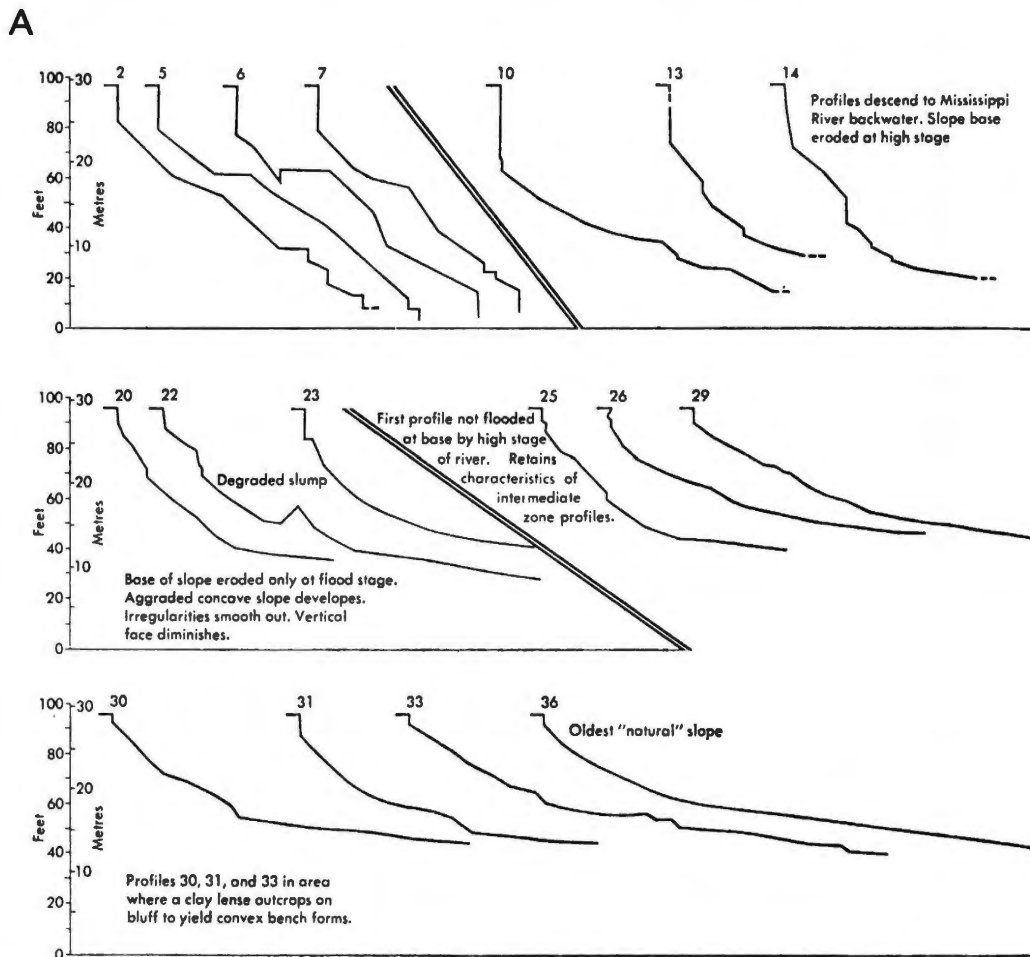 A
2 5 6 7 10 13 14
100 30
80
20
60
40
10
20
0
Feet
Metres
Profiles descend to Mississippi
River backwater. Slope base
eroded at high stage
20 22 23 25 26 29
100 30
80
20
60
40
10
20
0
Feet
Metres
Degraded slump
First profile not flooded
at base by high stage
of river. Retains
characteristics of
intermediate
zone profiles.
Base of slope eroded only at flood stage.
Aggraded concave slope developes.
Irregularities smooth out. Vertical
face diminishes.
30 31 33 36
100 30
80
20
60
40
10
20
0
Feet
Metres
Oldest "natural" slope
Profiles 30, 31, and 33 in area
where a clay lense outcrops on
bluff to yield convex bench forms.